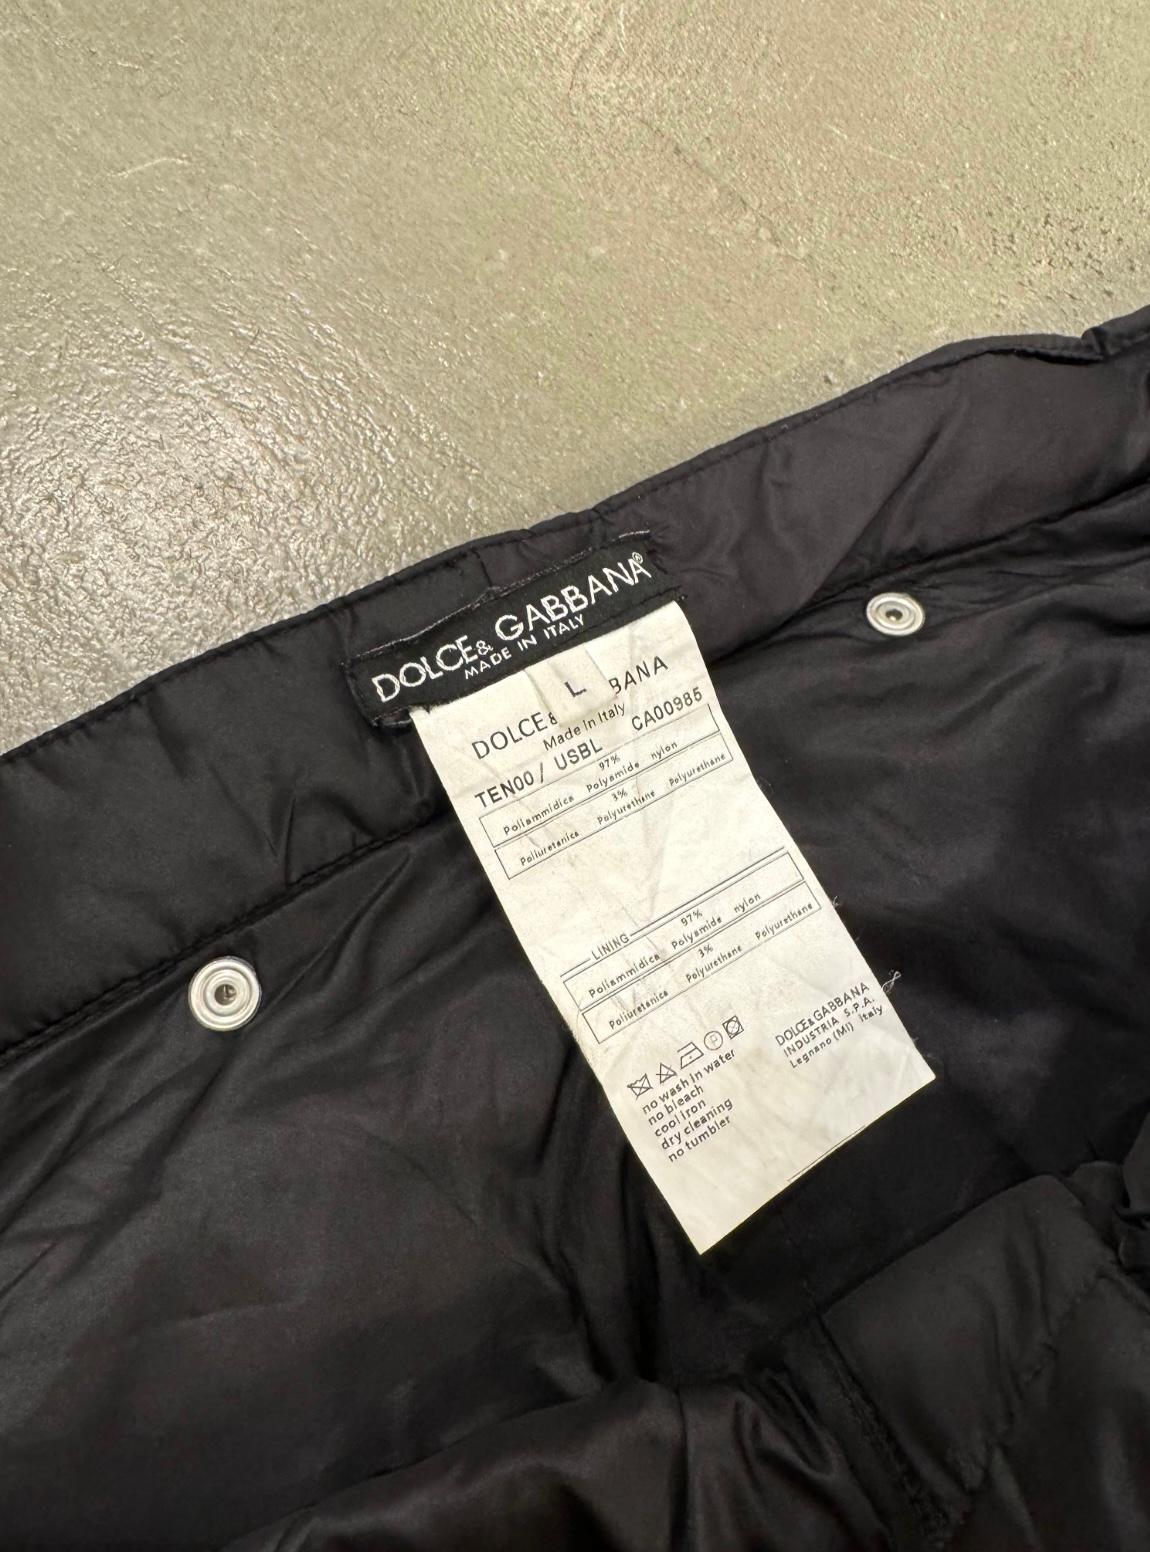 DOLCE&GABBANA®
MADE IN ITALY
L
DOLCE& BANA
Made in Italy
TEN00/ USBL CA00985
97%
Poliammidica Polyamide nylon
3%
Poliuretanica Polyurethane Polyurethane
LINING
97%
Poliammidica Polyamide nylon
3%
Poliuretanica Polyurethane Polyurethane
P
no wash in water
no bleach
cool iron
dry cleaning
no tumbler
DOLCE&GABBANA
INDUSTRIA S.P.A.
Legnano (MI) Italy